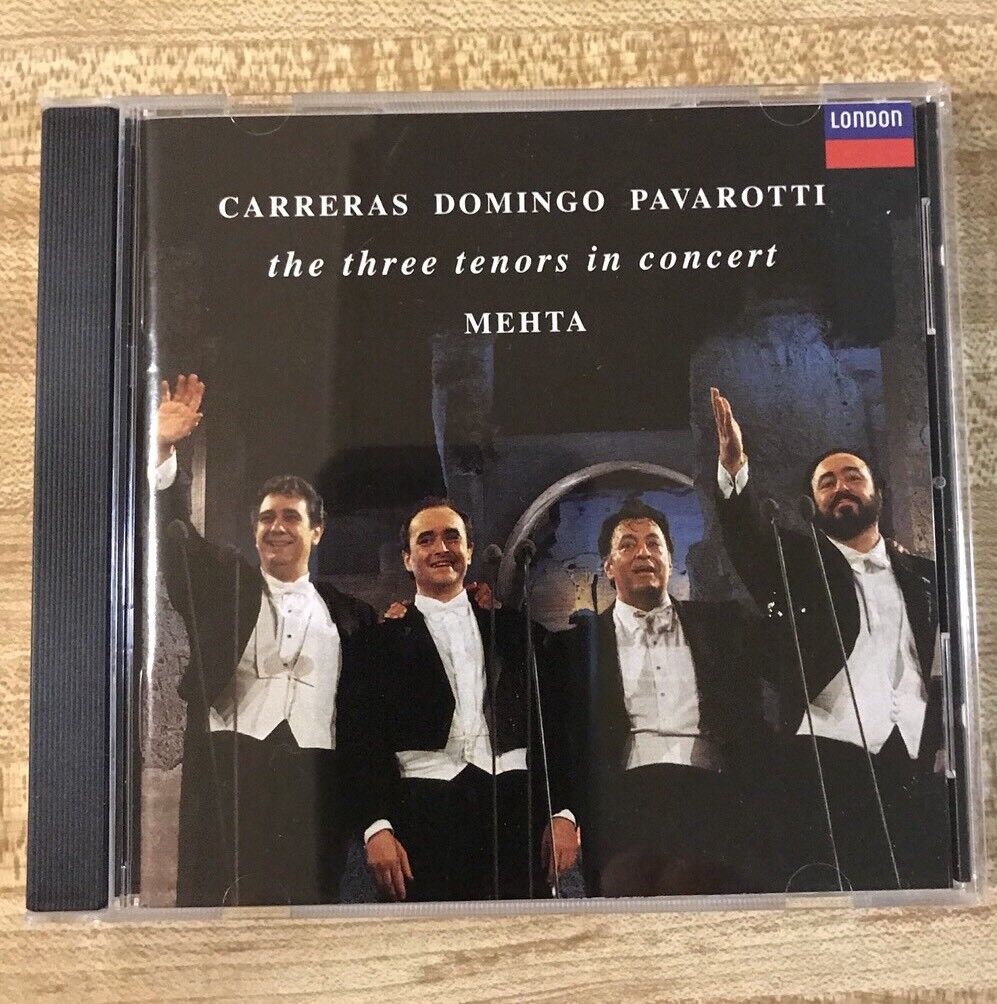 LONDON
CARRERAS DOMINGO PAVAROTTI
the three tenors in concert
MEHTA